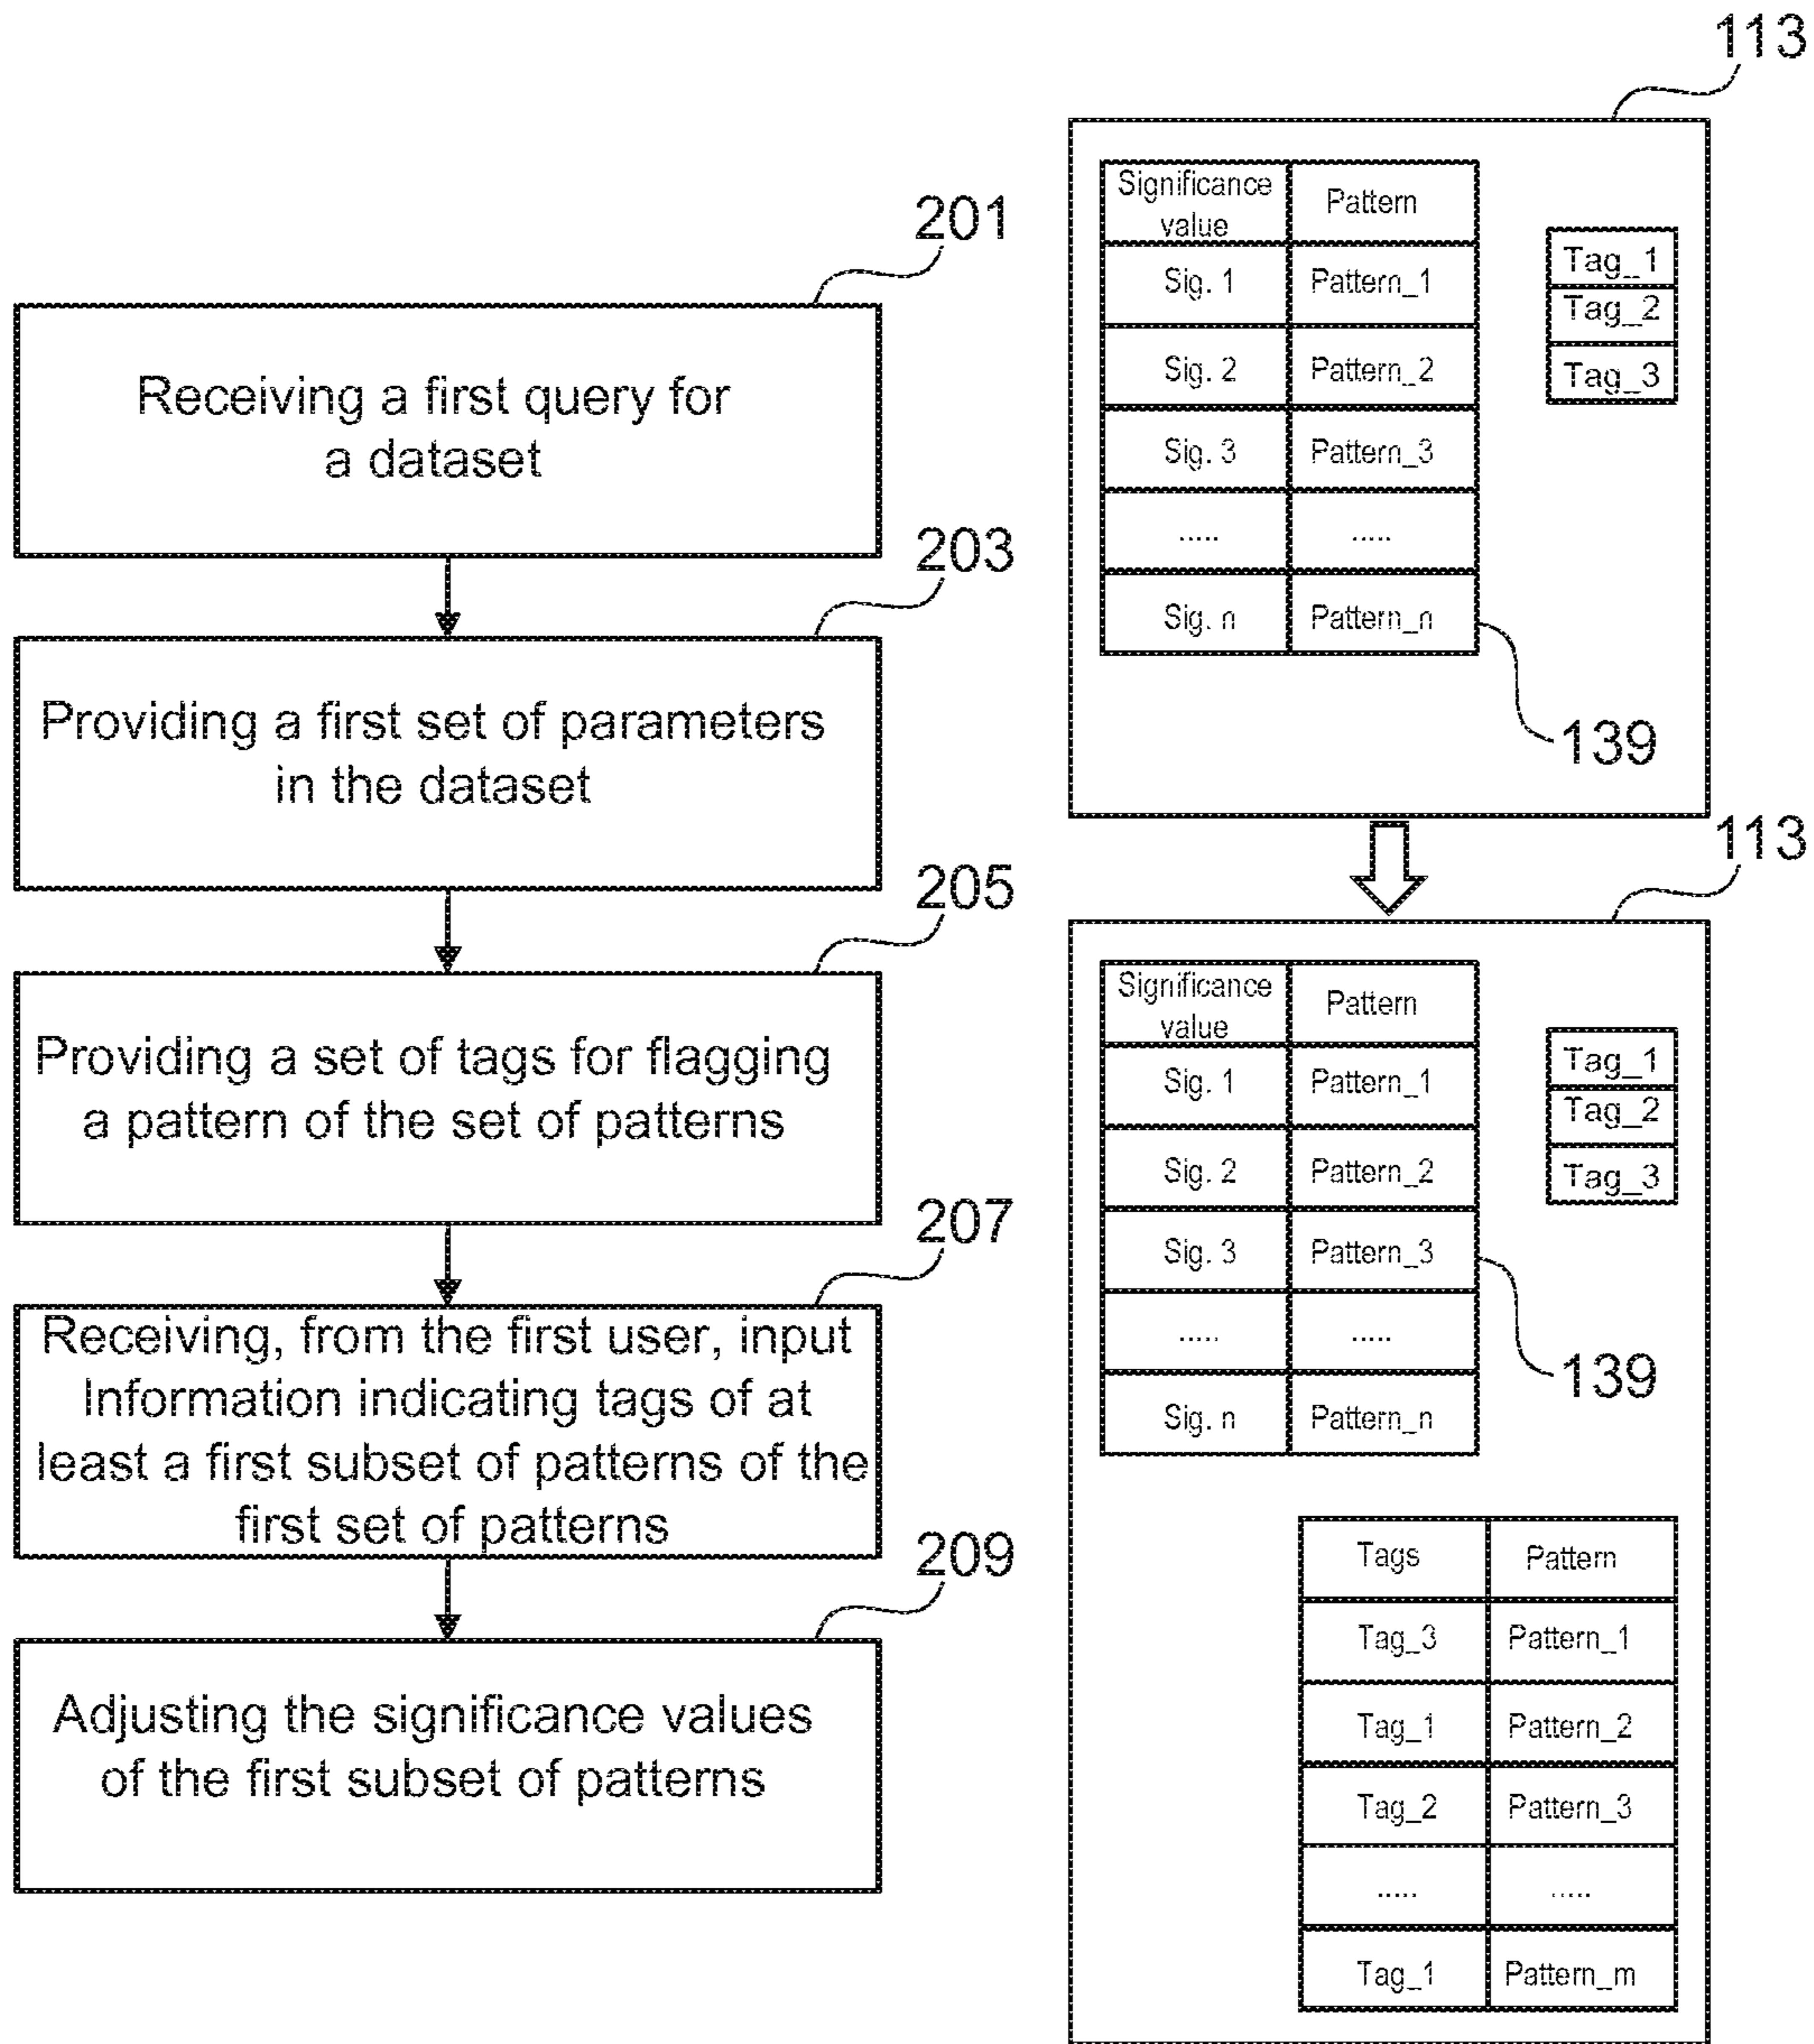 201
Receiving a first query for
a dataset
203
Providing a first set of parameters
in the dataset
205
Providing a set of tags for flagging
a pattern of the set of patterns
207
Receiving, from the first user, input
Information indicating tags of at
least a first subset of patterns of the
first set of patterns
209
Adjusting the significance values
of the first subset of patterns
113
Significance
value
Pattern
Sig. 1 Pattern_1
Sig. 2 Pattern_2
Sig. 3 Pattern_3
..... .....
Sig. n Pattern_n
Tag_1
Tag_2
Tag_3
139
113
Significance
value
Pattern
Sig. 1 Pattern_1
Sig. 2 Pattern_2
Sig. 3 Pattern_3
..... .....
Sig. n Pattern_n
Tag_1
Tag_2
Tag_3
139
Tags Pattern
Tag_3 Pattern_1
Tag_1 Pattern_2
Tag_2 Pattern_3
..... .....
Tag_1 Pattern_m